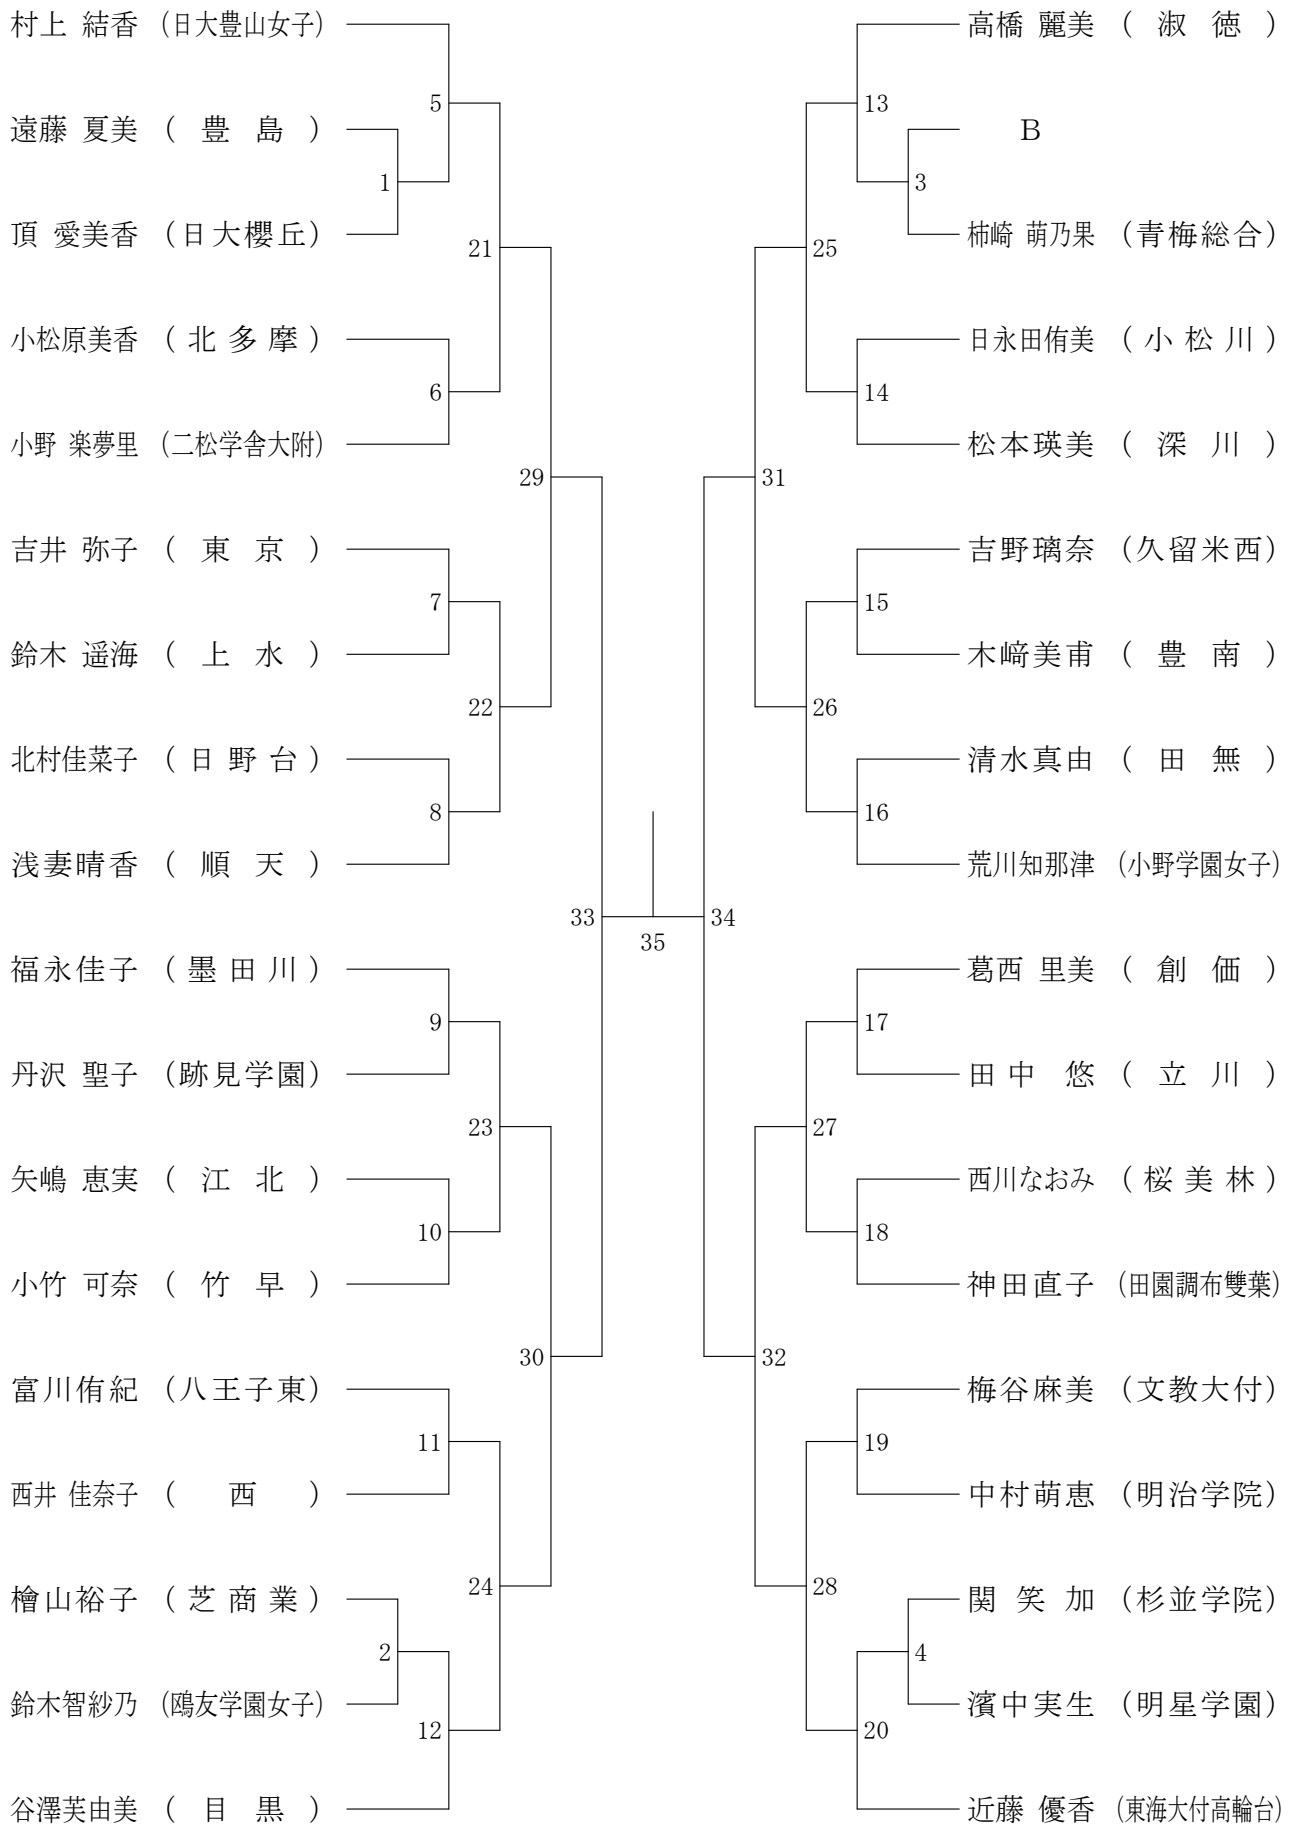 村上 結香 (日大豊山女子)
5
遠藤 夏美 ( 豊 島 )
1
頂 愛美香 (日大櫻丘)
21
小松原美香 ( 北 多 摩 )
6
小野 楽夢里 (二松学舎大附)
29
吉井 弥子 ( 東 京 )
7
鈴木 遥海 ( 上 水 )
22
北村佳菜子 ( 日 野 台 )
8
浅妻晴香 ( 順 天 )
33
福永佳子 ( 墨 田 川 )
9
丹沢 聖子 (跡見学園)
23
矢嶋 恵実 ( 江 北 )
10
小竹 可奈 ( 竹 早 )
30
富川侑紀 (八王子東)
11
西井 佳奈子 ( 西 )
24
檜山裕子 ( 芝 商 業 )
2
鈴木智紗乃 (鴎友学園女子)
12
谷澤芙由美 ( 目 黒 )
35
高橋 麗美 ( 淑 徳 )
13
B
3
柿崎 萌乃果 (青梅総合)
25
日永田侑美 ( 小 松 川 )
14
松本瑛美 ( 深 川 )
31
吉野璃奈 (久留米西)
15
木﨑美甫 ( 豊 南 )
26
清水真由 ( 田 無 )
16
荒川知那津 (小野学園女子)
34
葛西 里美 ( 創 価 )
17
田中 悠 ( 立 川 )
27
西川なおみ ( 桜 美 林 )
18
神田直子 (田園調布雙葉)
32
梅谷麻美 (文教大付)
19
中村萌恵 (明治学院)
28
関 笑 加 (杉並学院)
4
濱中実生 (明星学園)
20
近藤 優香 (東海大付高輪台)